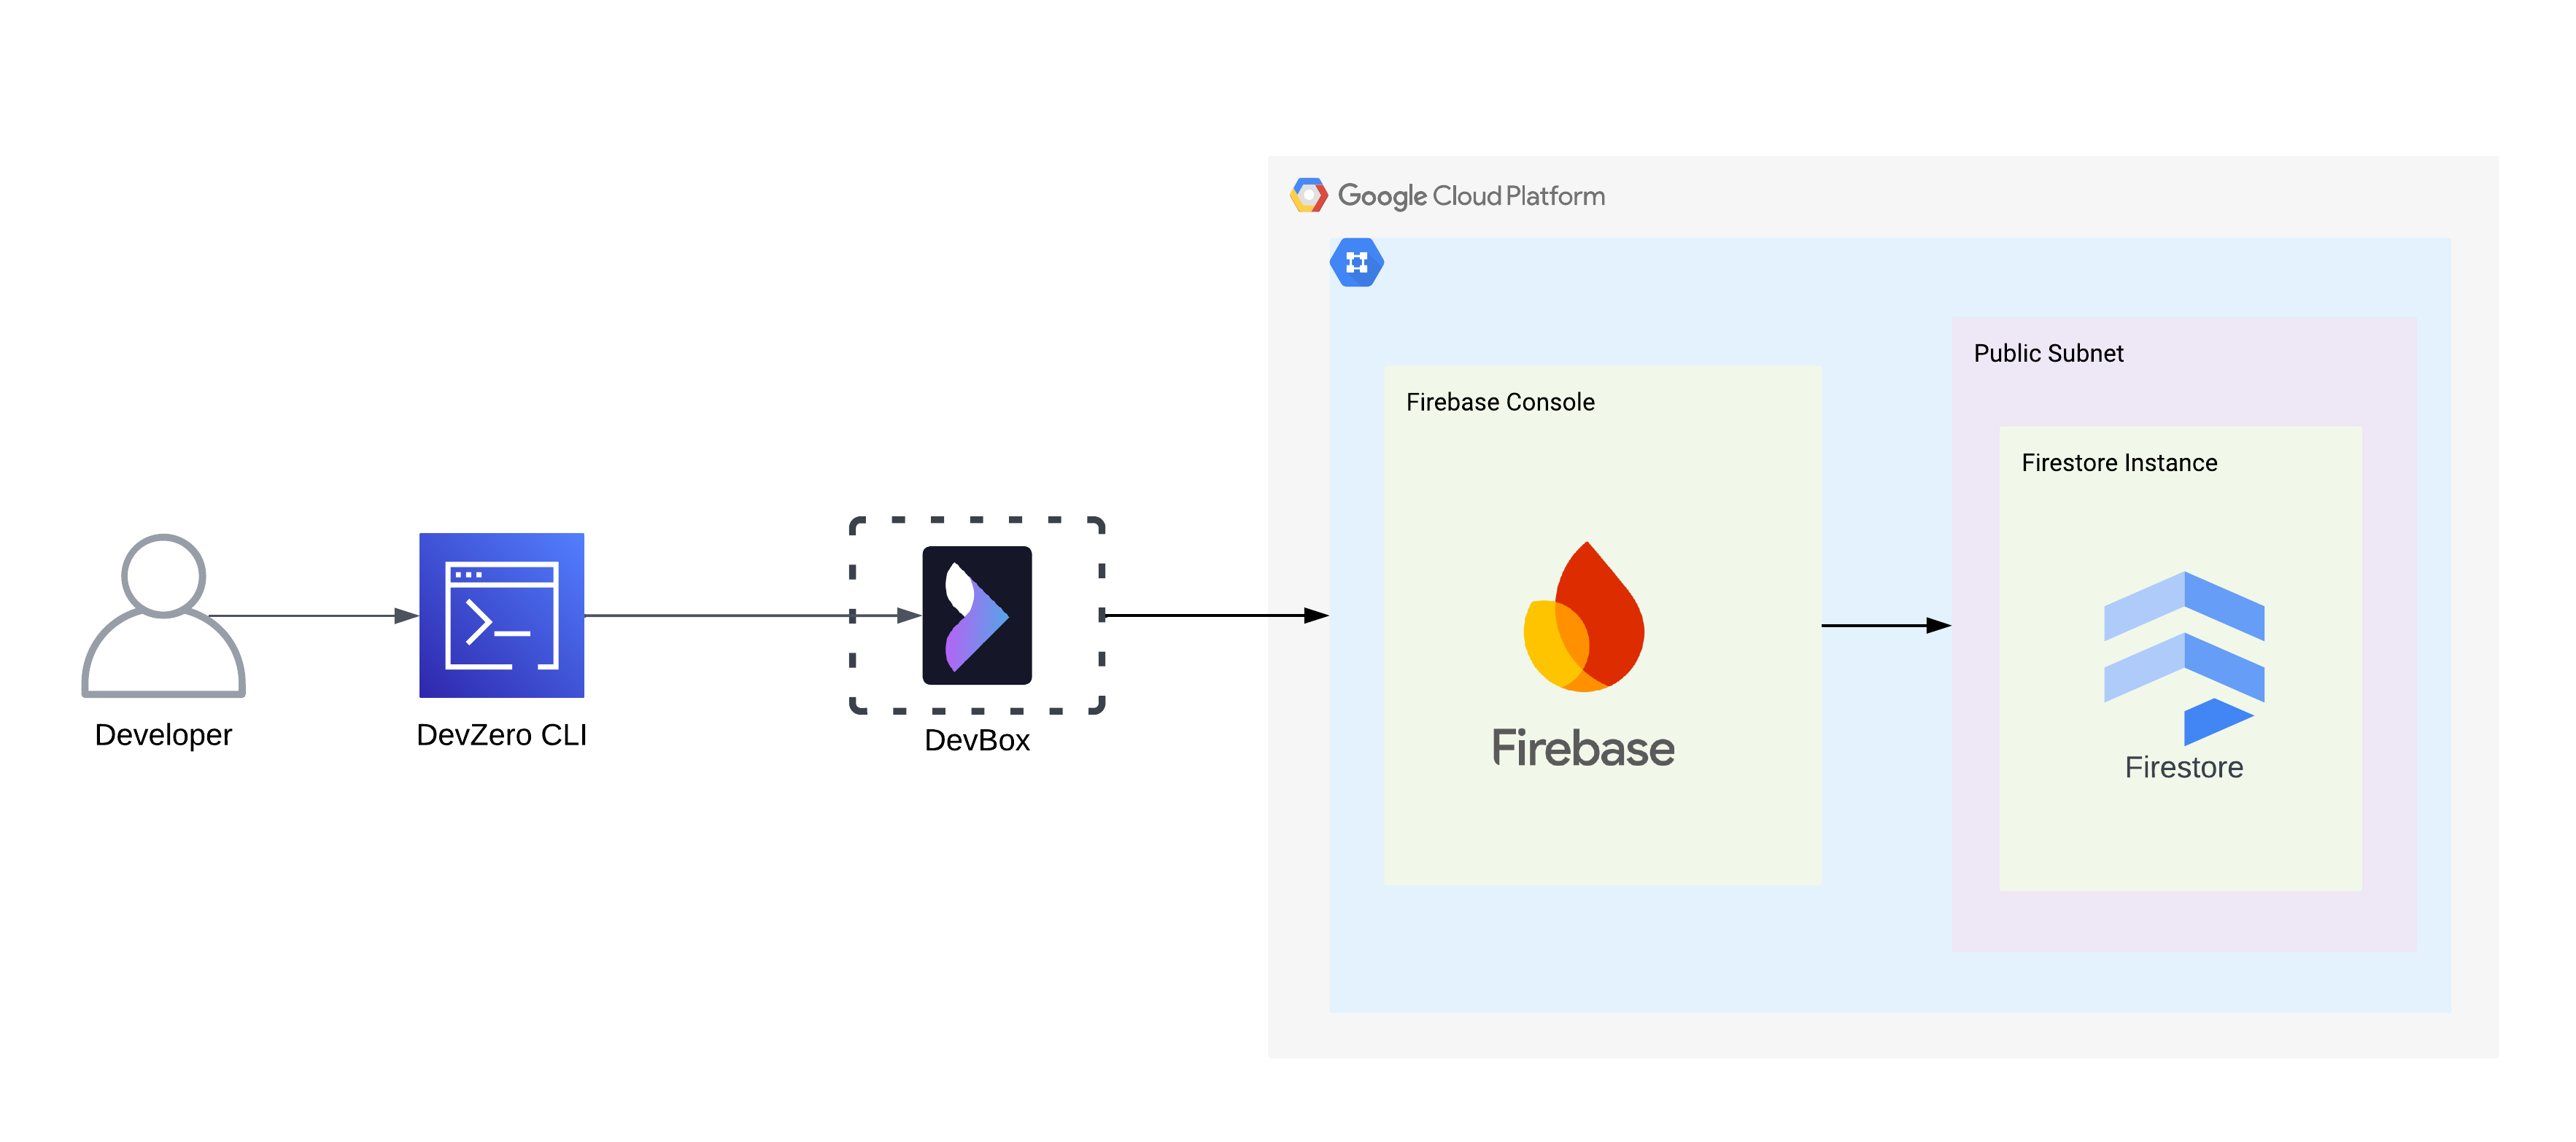 Google Cloud Platform
Public Subnet
Firebase Console
Firestore Instance
Firebase
Firestore
Developer
DevZero CLI
DevBox